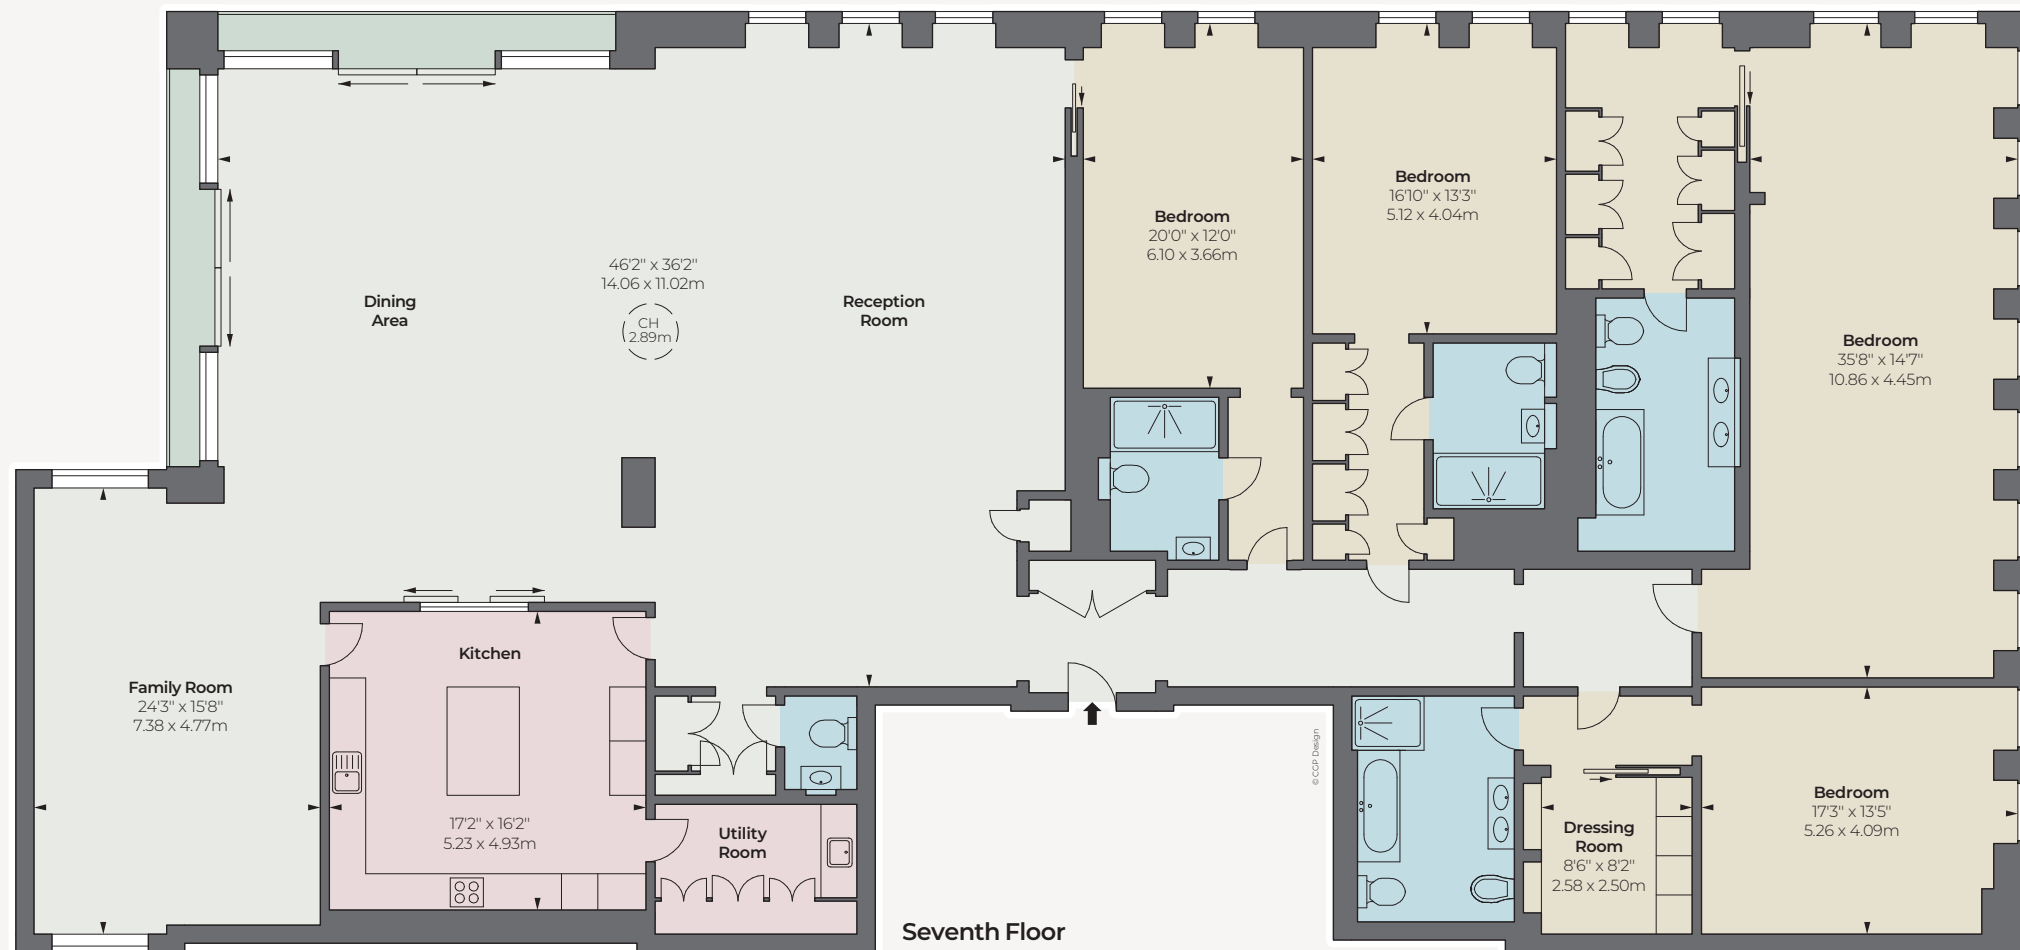 Dining
Area
46'2" x 36'2"
14.06 x 11.02m
CH
2.89m
Reception
Room
Bedroom
20'0" x 12'0"
6.10 x 3.66m
Bedroom
16'10" x 13'3"
5.12 x 4.04m
Bedroom
35'8" x 14'7"
10.86 x 4.45m
Family Room
24'3" x 15'8"
7.38 x 4.77m
Kitchen
17'2" x 16'2"
5.23 x 4.93m
Utility
Room
Dressing
Room
8'6" x 8'2"
2.58 x 2.50m
Bedroom
17'3" x 13'5"
5.26 x 4.09m
© CCP Design
Seventh Floor